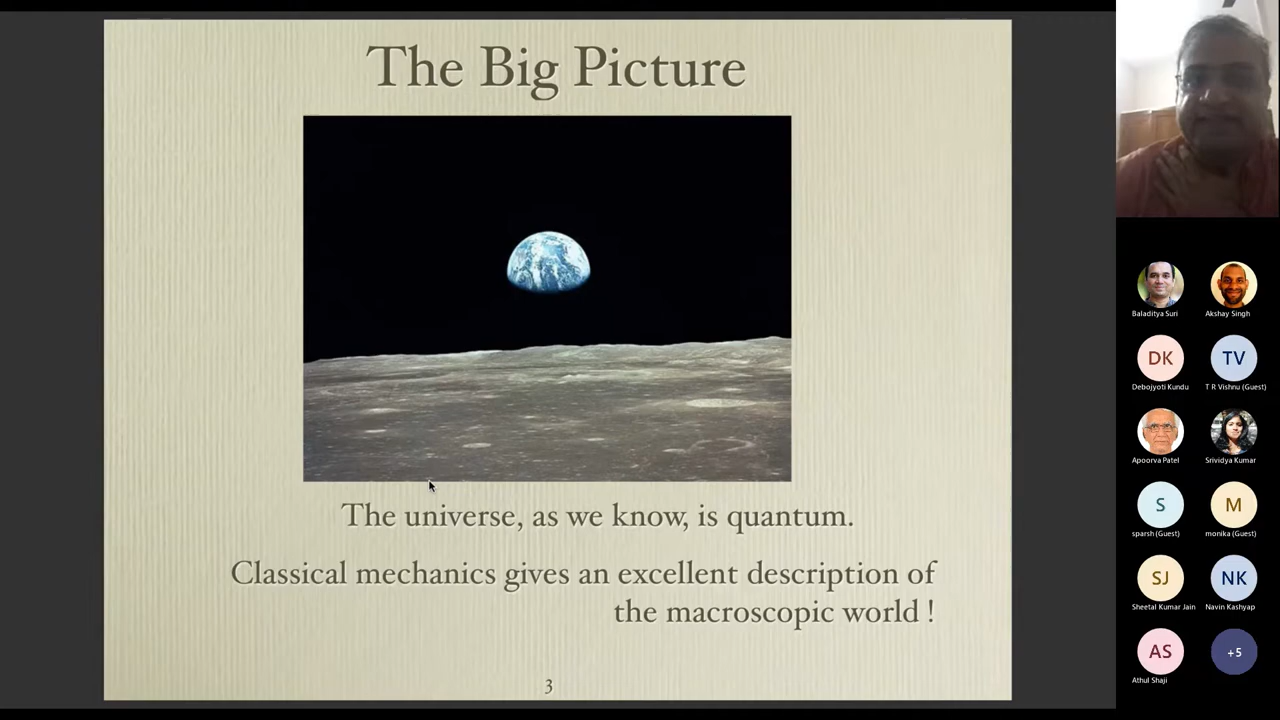 The Big Picture
The universe, as we know, is quantum.
Classical mechanics gives an excellent description of
the macroscopic world !
3
Baladitya Suri
Akshay Singh
DK
TV
Debojyoti Kundu
T R Vishnu (Guest)
Apoorva Patel
Srividya Kumar
S
M
sparsh (Guest)
monika (Guest)
SJ
NK
Sheetal Kumar Jain
Navin Kashyap
AS
+5
Athul Shaji